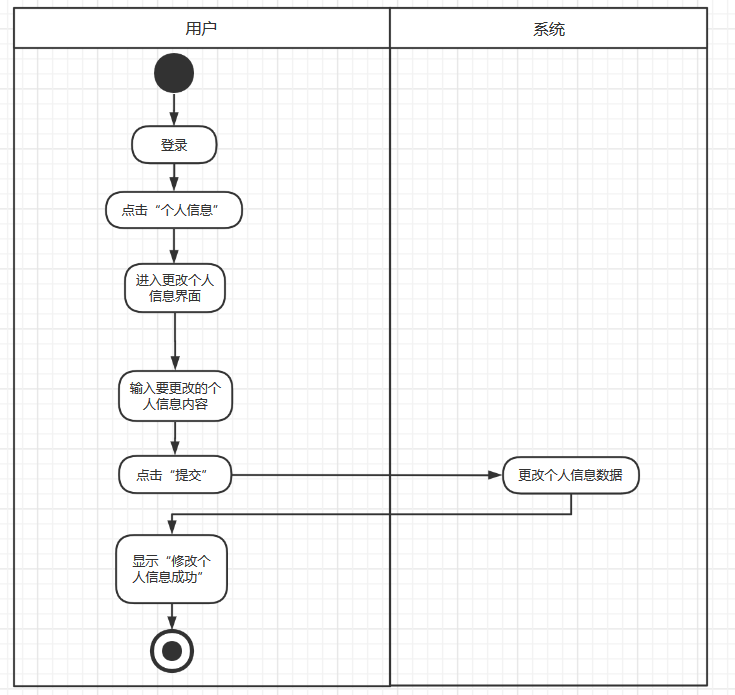 用户
系统
登录
点击“个人信息”
进入更改个人
信息界面
输入要更改的个
人信息内容
点击“提交”
更改个人信息数据
显示“修改个
人信息成功”